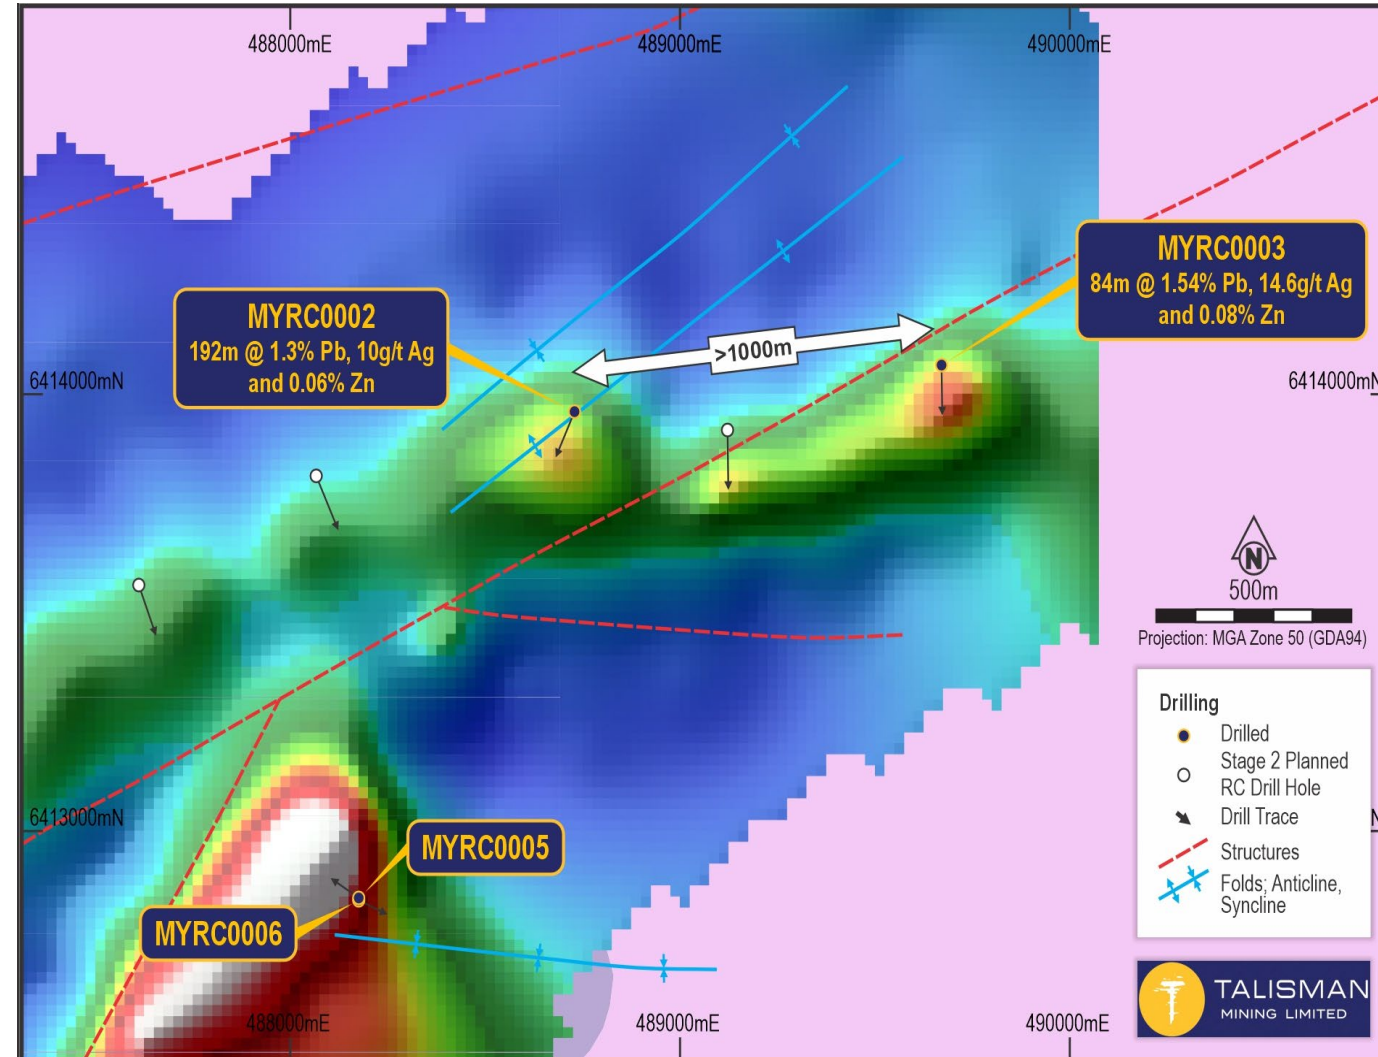 488000mE
489000mE
490000mE
MYRC0003
84m @ 1.54% Pb, 14.6g/t Ag
and 0.08% Zn
MYRC0002
192m @ 1.3% Pb, 10g/t Ag
and 0.06% Zn
>1000m
6414000mN
6414000mN
N
500m
Projection: MGA Zone 50 (GDA94)
Drilling
Drilled
Stage 2 Planned
RC Drill Hole
Drill Trace
Structures
Folds; Anticline,
Syncline
6413000mN
N
MYRC0005
MYRC0006
TALISMAN
MINING LIMITED
488000mE
489000mE
490000mE